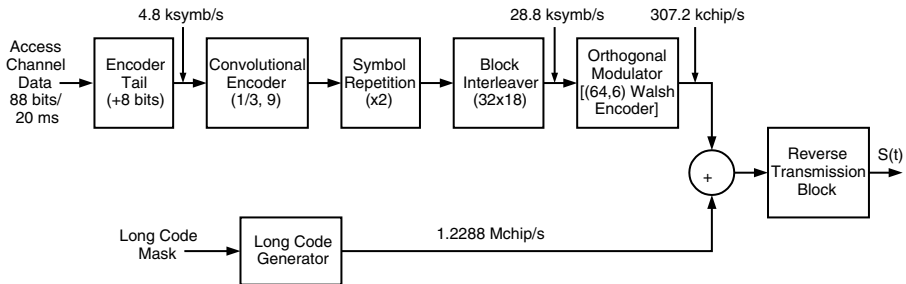 4.8 ksymb/s
28.8 ksymb/s
307.2 kchip/s
Access
Channel
Data
88 bits/
20 ms
Encoder
Tail
(+8 bits)
Convolutional
Encoder
(1/3, 9)
Symbol
Repetition
(x2)
Block
Interleaver
(32x18)
Orthogonal
Modulator
[(64,6) Walsh
Encoder]
+
Reverse
Transmission
Block
S(t)
Long Code
Mask
Long Code
Generator
1.2288 Mchip/s